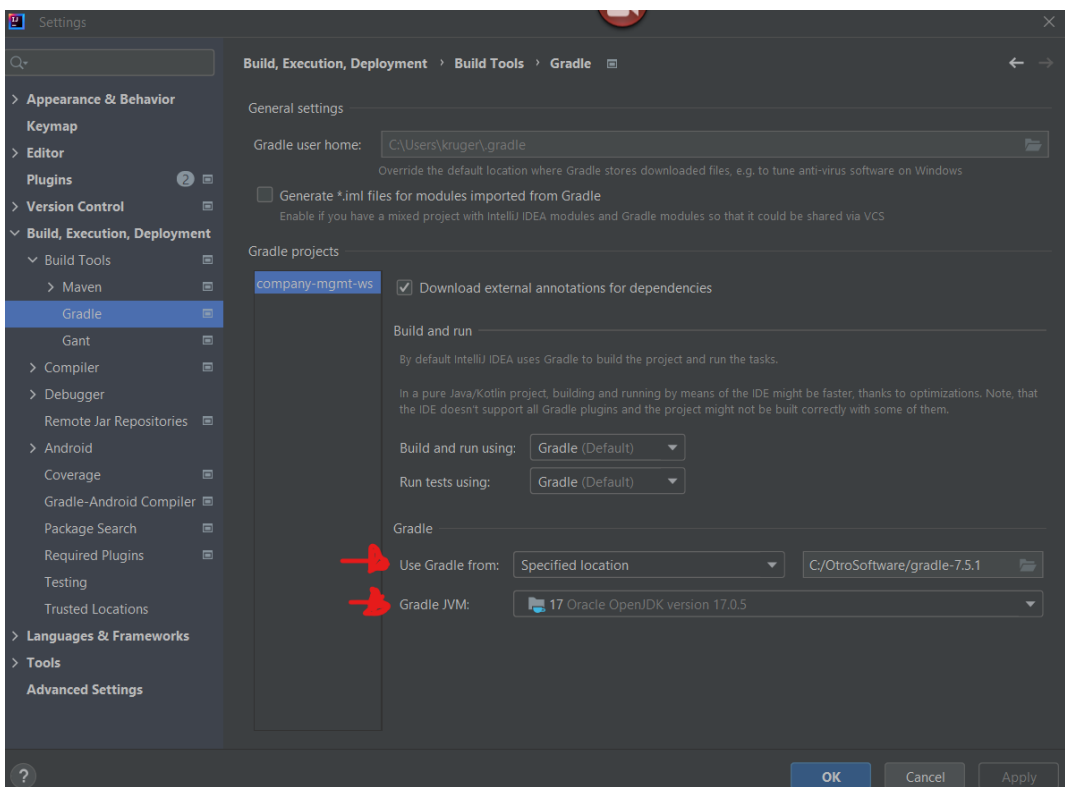 Settings
Appearance & Behavior
Keymap
Editor
Plugins 2
Version Control
Build, Execution, Deployment
Build Tools
Maven
Gradle
Gant
Compiler
Debugger
Remote Jar Repositories
Android
Coverage
Gradle-Android Compiler
Package Search
Required Plugins
Testing
Trusted Locations
Languages & Frameworks
Tools
Advanced Settings
?
Build, Execution, Deployment › Build Tools › Gradle
General settings
Gradle user home: C:\Users\kruger\.gradle
Override the default location where Gradle stores downloaded files, e.g. to tune anti-virus software on Windows
Generate *.iml files for modules imported from Gradle
Enable if you have a mixed project with IntelliJ IDEA modules and Gradle modules so that it could be shared via VCS
Gradle projects
company-mgmt-ws
Download external annotations for dependencies
Build and run
By default IntelliJ IDEA uses Gradle to build the project and run the tasks.
In a pure Java/Kotlin project, building and running by means of the IDE might be faster, thanks to optimizations. Note, that
the IDE doesn't support all Gradle plugins and the project might not be built correctly with some of them.
Build and run using: Gradle (Default)
Run tests using: Gradle (Default)
Gradle
Use Gradle from: Specified location C:/OtroSoftware/gradle-7.5.1
Gradle JVM: 17 Oracle OpenJDK version 17.0.5
OK Cancel Apply